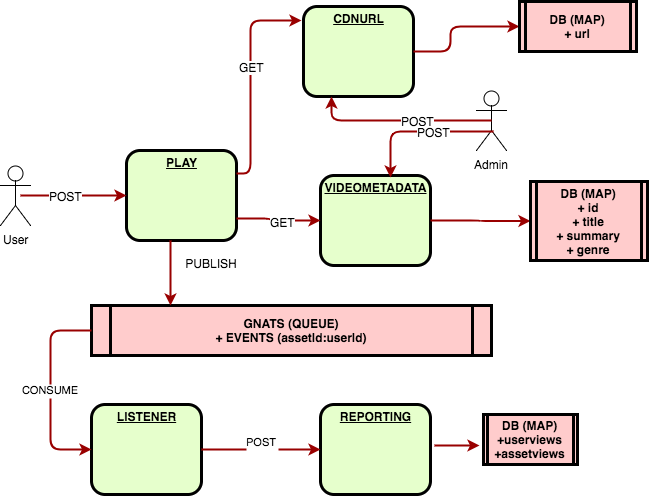 CDNURL
DB (MAP)
+ url
GET
POST
POST
Admin
PLAY
VIDEOMETADATA
DB (MAP)
+ id
+ title
+ summary
+ genre
POST
User
GET
PUBLISH
GNATS (QUEUE)
+ EVENTS (assetId:userId)
CONSUME
LISTENER
POST
REPORTING
DB (MAP)
+userviews
+assetviews